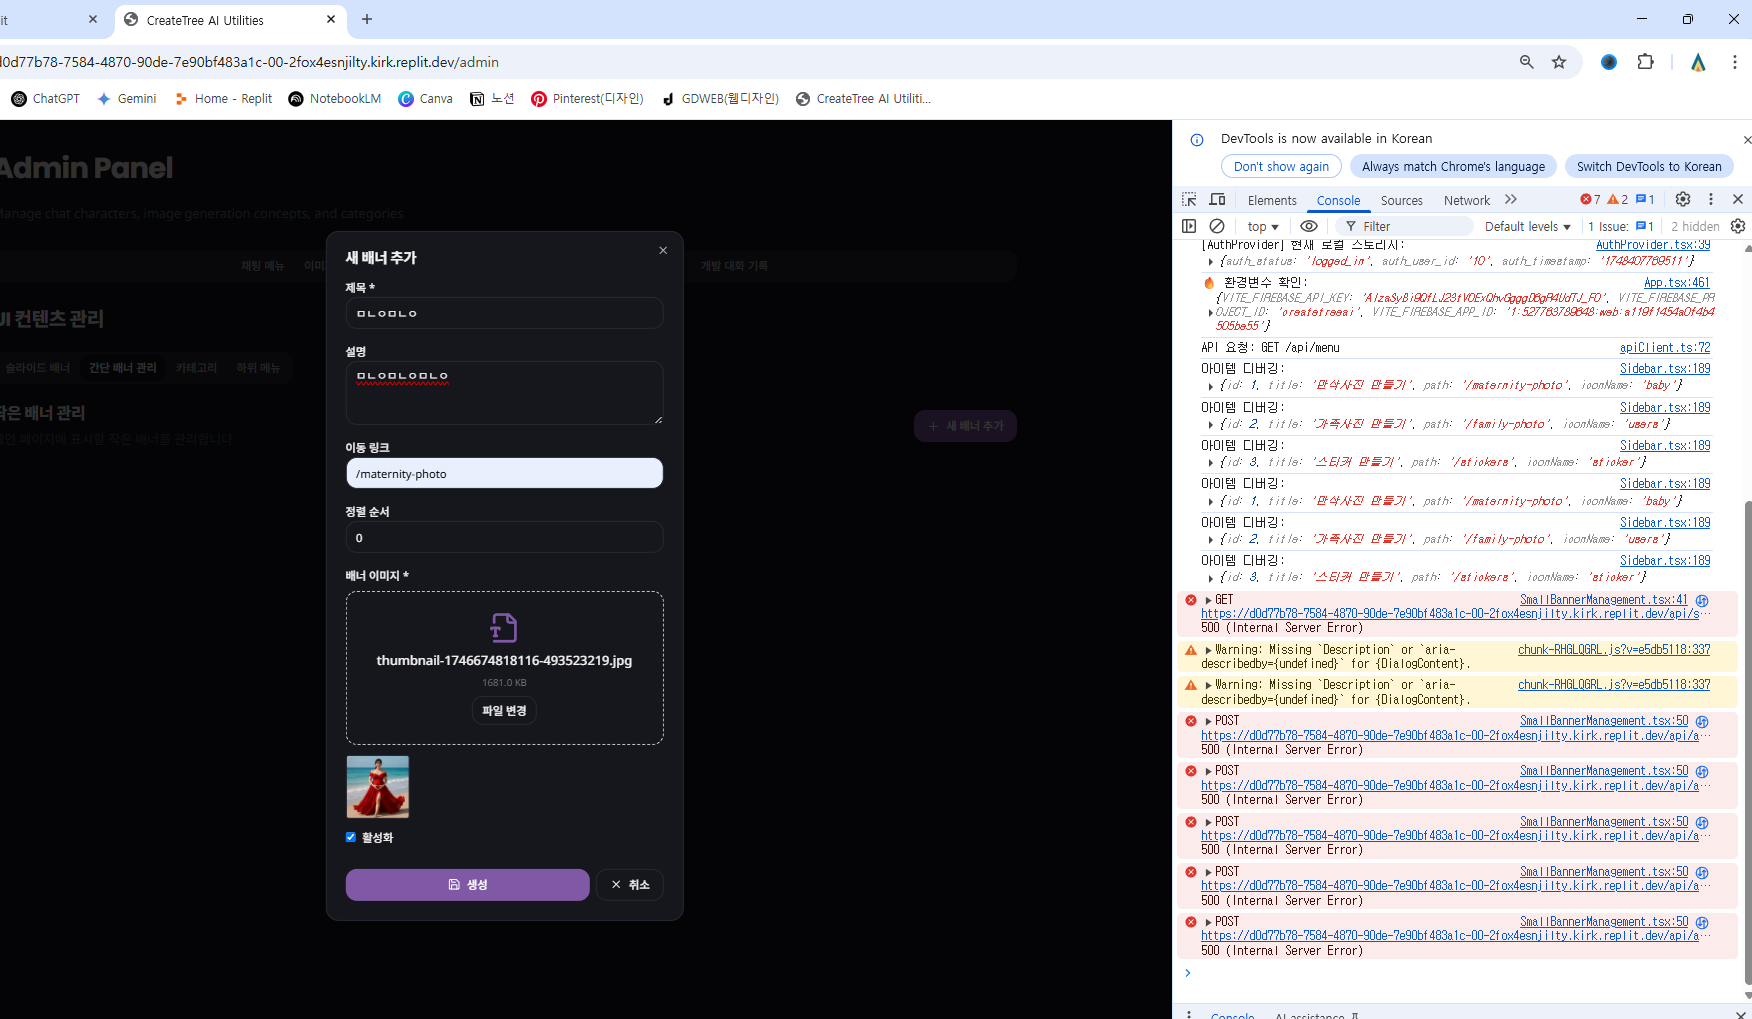 it
CreateTree AI Utilities
d0d77b78-7584-4870-90de-7e90bf483a1c-00-2fox4esnjilty.kirk.replit.dev/admin
ChatGPT
Gemini
Home - Replit
NotebookLM
Canva
노션
Pinterest(디자인)
GDWEB(웹디자인)
CreateTree AI Utiliti...
Admin Panel
Manage chat characters, image generation concepts, and categories
채팅 메뉴
이미
개발 대화 기록
UI 컨텐츠 관리
슬라이드 배너
간단 배너 관리
카테고리
하위 메뉴
작은 배너 관리
메인 페이지에 표시할 작은 배너를 관리합니다
새 배너 추가
새 배너 추가
제목 *
ㅁㄴㅇㅁㄴㅇ
설명
ㅁㄴㅇㅁㄴㅇㅁㄴㅇ
이동 링크
/maternity-photo
정렬 순서
0
배너 이미지 *
thumbnail-1746674818116-493523219.jpg
1681.0 KB
파일 변경
활성화
생성
취소
DevTools is now available in Korean
Don't show again
Always match Chrome's language
Switch DevTools to Korean
Elements
Console
Sources
Network
7
2
1
top
Filter
Default levels
1 Issue:
1
2 hidden
[AuthProvider] 현재 로컬 스토리지: AuthProvider.tsx:39
{auth_status: 'logged_in', auth_user_id: '10', auth_timestamp: '1748407769511'}
환경변수 확인: App.tsx:461
API 요청: GET /api/menu apiClient.ts:72
아이템 디버깅: Sidebar.tsx:189
{id: 1, title: '만삭사진 만들기', path: '/maternity-photo', iconName: 'baby'}
아이템 디버깅: Sidebar.tsx:189
{id: 2, title: '가족사진 만들기', path: '/family-photo', iconName: 'users'}
아이템 디버깅: Sidebar.tsx:189
{id: 3, title: '스티커 만들기', path: '/stickers', iconName: 'sticker'}
아이템 디버깅: Sidebar.tsx:189
{id: 1, title: '만삭사진 만들기', path: '/maternity-photo', iconName: 'baby'}
아이템 디버깅: Sidebar.tsx:189
{id: 2, title: '가족사진 만들기', path: '/family-photo', iconName: 'users'}
아이템 디버깅: Sidebar.tsx:189
{id: 3, title: '스티커 만들기', path: '/stickers', iconName: 'sticker'}
GET SmallBannerManagement.tsx:41
https://d0d77b78-7584-4870-90de-7e90bf483a1c-00-2fox4esnjilty.kirk.replit.dev/api/s…
500 (Internal Server Error)
Warning: Missing `Description` or `aria- chunk-RHGLQGRL.js?v=e5db5118:337
describedby={undefined}` for {DialogContent}.
Warning: Missing `Description` or `aria- chunk-RHGLQGRL.js?v=e5db5118:337
describedby={undefined}` for {DialogContent}.
POST SmallBannerManagement.tsx:50
https://d0d77b78-7584-4870-90de-7e90bf483a1c-00-2fox4esnjilty.kirk.replit.dev/api/a…
500 (Internal Server Error)
POST SmallBannerManagement.tsx:50
https://d0d77b78-7584-4870-90de-7e90bf483a1c-00-2fox4esnjilty.kirk.replit.dev/api/a…
500 (Internal Server Error)
POST SmallBannerManagement.tsx:50
https://d0d77b78-7584-4870-90de-7e90bf483a1c-00-2fox4esnjilty.kirk.replit.dev/api/a…
500 (Internal Server Error)
POST SmallBannerManagement.tsx:50
https://d0d77b78-7584-4870-90de-7e90bf483a1c-00-2fox4esnjilty.kirk.replit.dev/api/a…
500 (Internal Server Error)
POST SmallBannerManagement.tsx:50
https://d0d77b78-7584-4870-90de-7e90bf483a1c-00-2fox4esnjilty.kirk.replit.dev/api/a…
500 (Internal Server Error)
Console
AI assistance